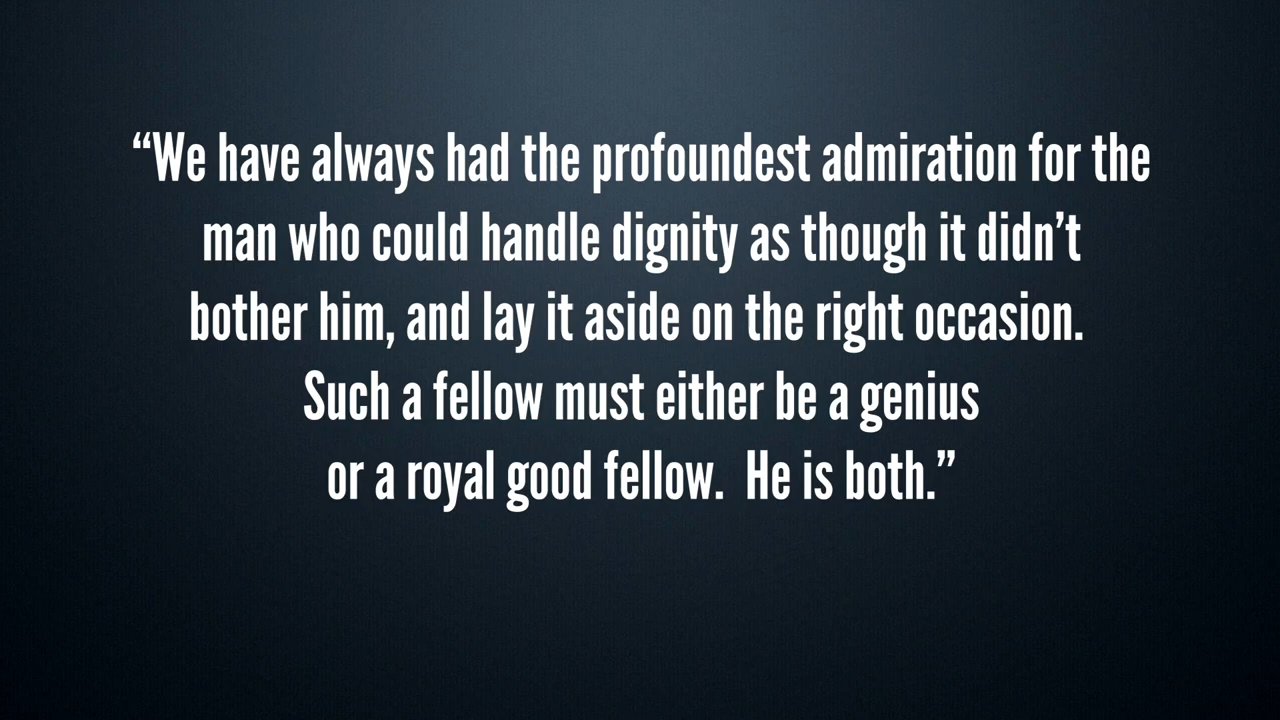 “We have always had the profoundest admiration for the
man who could handle dignity as though it didn’t
bother him, and lay it aside on the right occasion.
Such a fellow must either be a genius
or a royal good fellow.  He is both.”